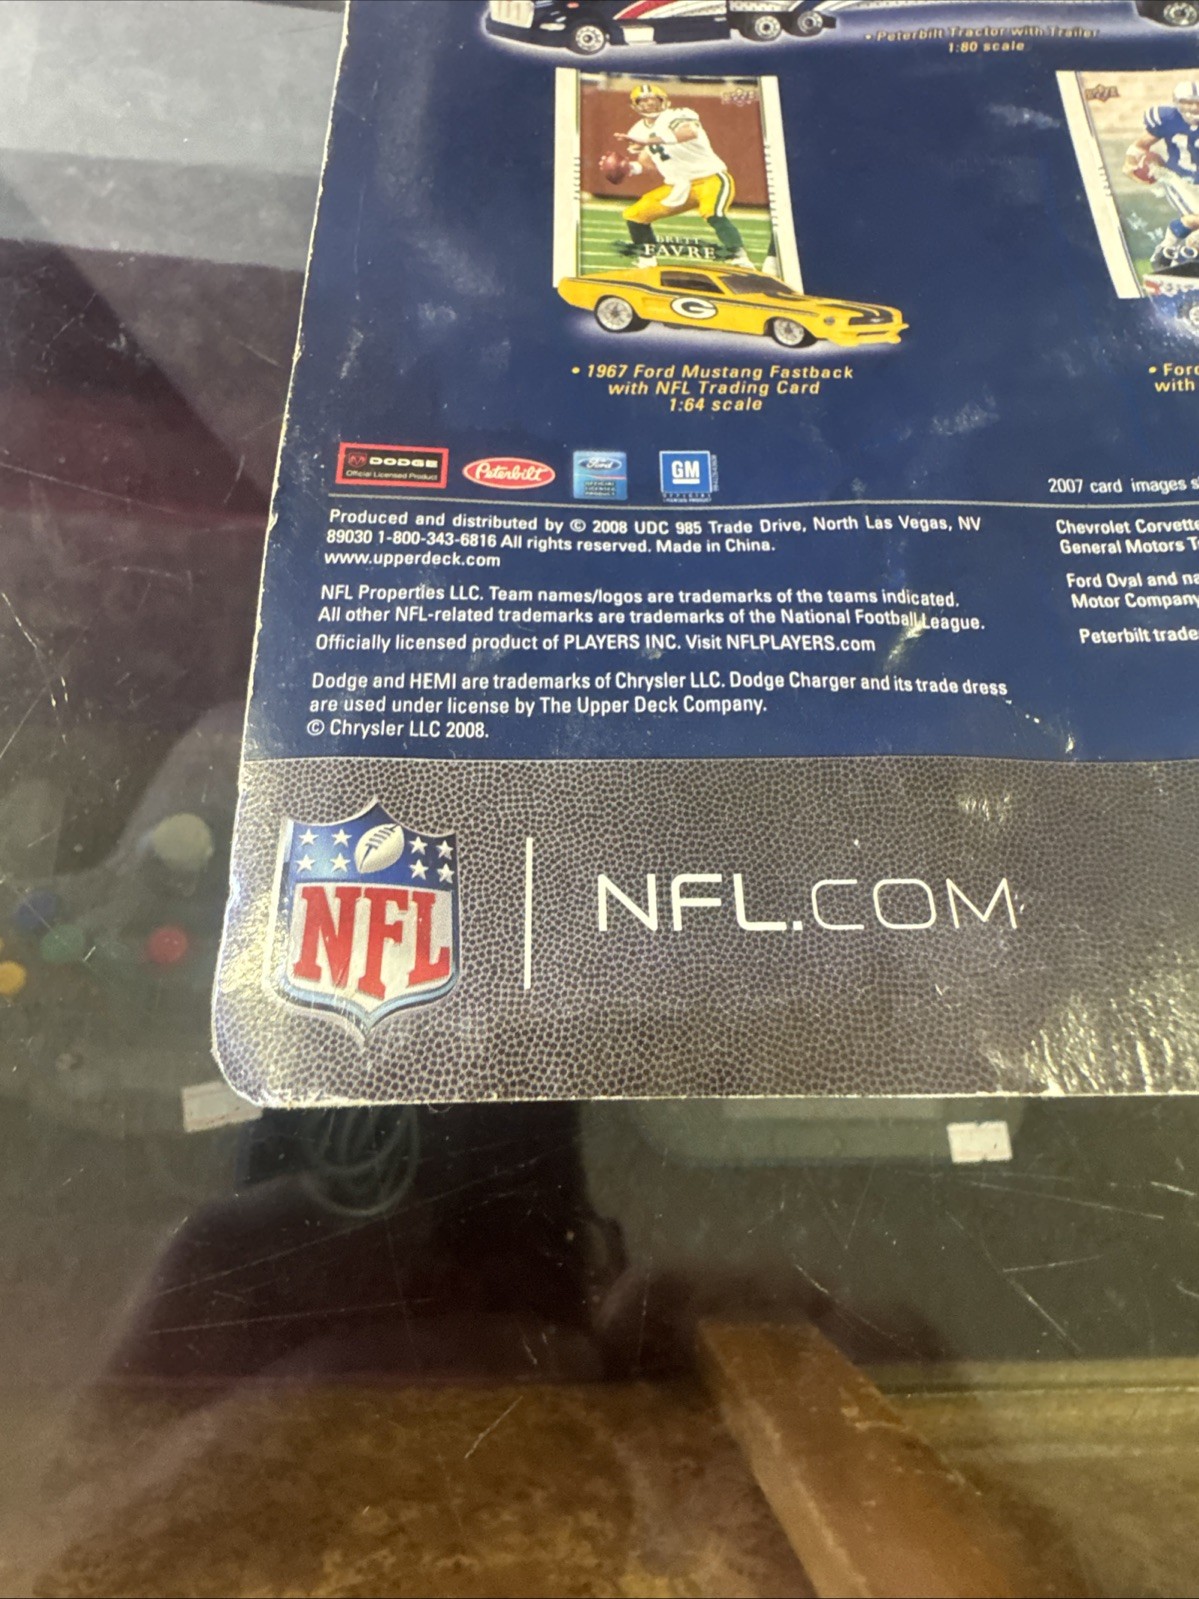 • Peterbilt Tractor with Trailer
1:80 scale
BRETT
FAVRE
G
• 1967 Ford Mustang Fastback
with NFL Trading Card
1:64 scale
• Ford
with
DODGE
Official Licensed Product
Peterbilt
Ford
OFFICIAL
LICENSED
PRODUCT
GM
2007 card images s
Produced and distributed by © 2008 UDC 985 Trade Drive, North Las Vegas, NV
89030 1-800-343-6816 All rights reserved. Made in China.
www.upperdeck.com
NFL Properties LLC. Team names/logos are trademarks of the teams indicated.
All other NFL-related trademarks are trademarks of the National Football League.
Officially licensed product of PLAYERS INC. Visit NFLPLAYERS.com
Dodge and HEMI are trademarks of Chrysler LLC. Dodge Charger and its trade dress
are used under license by The Upper Deck Company.
© Chrysler LLC 2008.
Chevrolet Corvette
General Motors T
Ford Oval and na
Motor Company
Peterbilt trade
NFL
NFL.COM